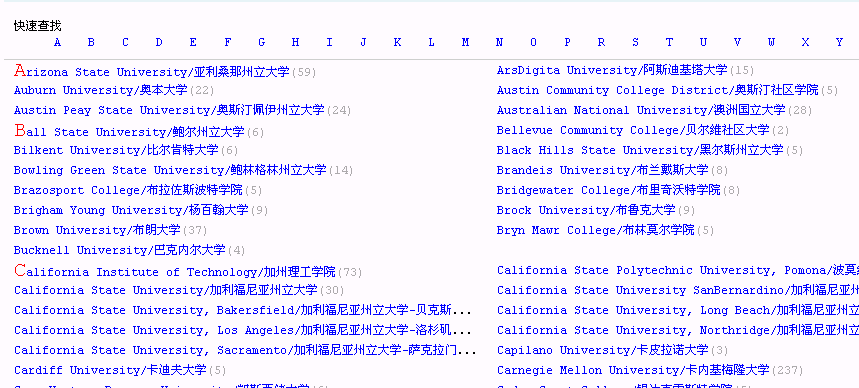 快速查找
A B C D E F G H I J K L M N O P R S T U V W X Y
Arizona State University/亚利桑那州立大学(59) ArsDigita University/阿斯迪基塔大学(15)
Auburn University/奥本大学(22) Austin Community College District/奥斯汀社区学院(5)
Austin Peay State University/奥斯汀佩伊州立大学(24) Australian National University/澳洲国立大学(28)
Ball State University/鲍尔州立大学(6) Bellevue Community College/贝尔维社区大学(2)
Bilkent University/比尔肯特大学(6) Black Hills State University/黑尔斯州立大学(5)
Bowling Green State University/鲍林格林州立大学(14) Brandeis University/布兰戴斯大学(8)
Brazosport College/布拉佐斯波特学院(5) Bridgewater College/布里奇沃特学院(8)
Brigham Young University/杨百翰大学(9) Brock University/布鲁克大学(9)
Brown University/布朗大学(37) Bryn Mawr College/布林莫尔学院(5)
Bucknell University/巴克内尔大学(4)
California Institute of Technology/加州理工学院(73) California State Polytechnic University, Pomona/波莫
California State University/加利福尼亚州立大学(30) California State University SanBernardino/加利福尼亚州
California State University, Bakersfield/加利福尼亚州立大学-贝克斯... California State University, Long Beach/加利福尼亚州立
California State University, Los Angeles/加利福尼亚州立大学-洛杉矶... California State University, Northridge/加利福尼亚州立
California State University, Sacramento/加利福尼亚州立大学-萨克拉门... Capilano University/卡皮拉诺大学(3)
Cardiff University/卡迪夫大学(5) Carnegie Mellon University/卡内基梅隆大学(237)